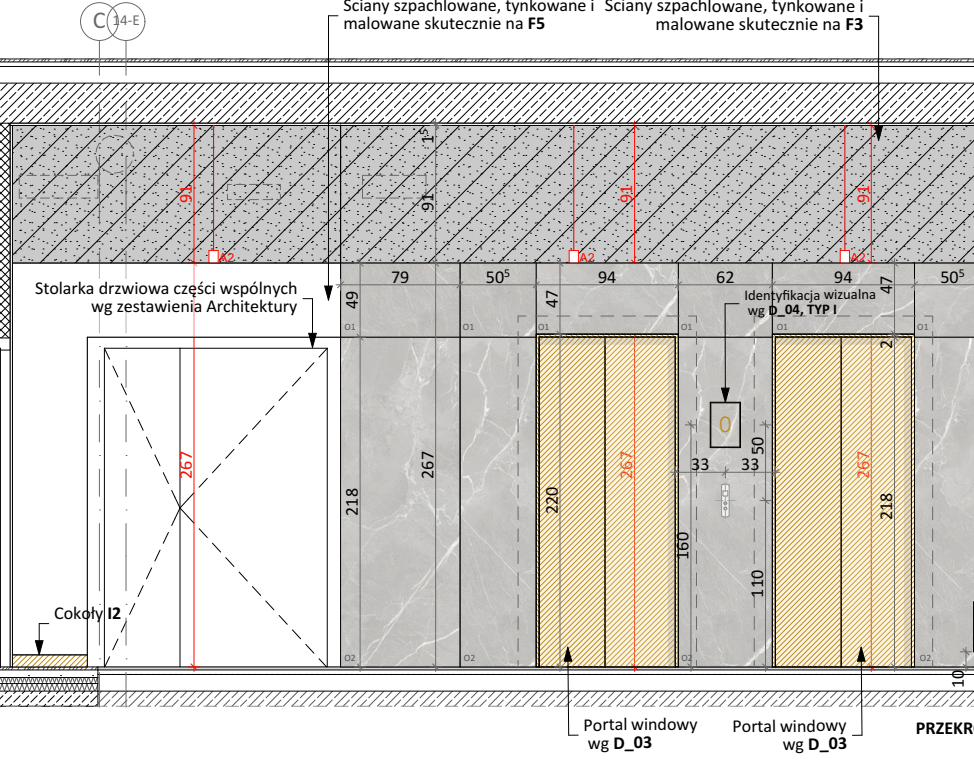 Ściany szpachlowane, tynkowane i
malowane skutecznie na F5
Ściany szpachlowane, tynkowane i
malowane skutecznie na F3
C
14-E
1⁵
91
91
91
91
A2
A2
A2
Stolarka drzwiowa części wspólnych
wg zestawienia Architektury
79
50⁵
94
62
94
50⁵
49
47
47
Identyfikacja wizualna
wg D_04, TYP I
O1
O1
O1
O1
O1
2
0
267
267
267
267
33
33
50
218
220
218
160
110
Cokoły I2
O2
O2
O2
O2
10
Portal windowy
wg D_03
Portal windowy
wg D_03